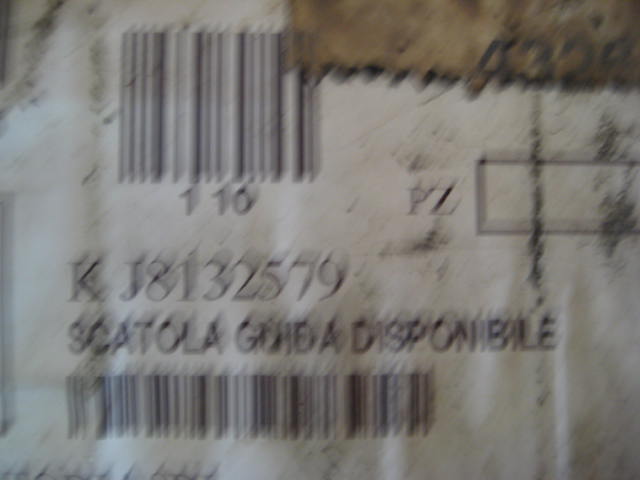 1 10
PZ
K J8132579
SCATOLA GUIDA DISPONIBILE